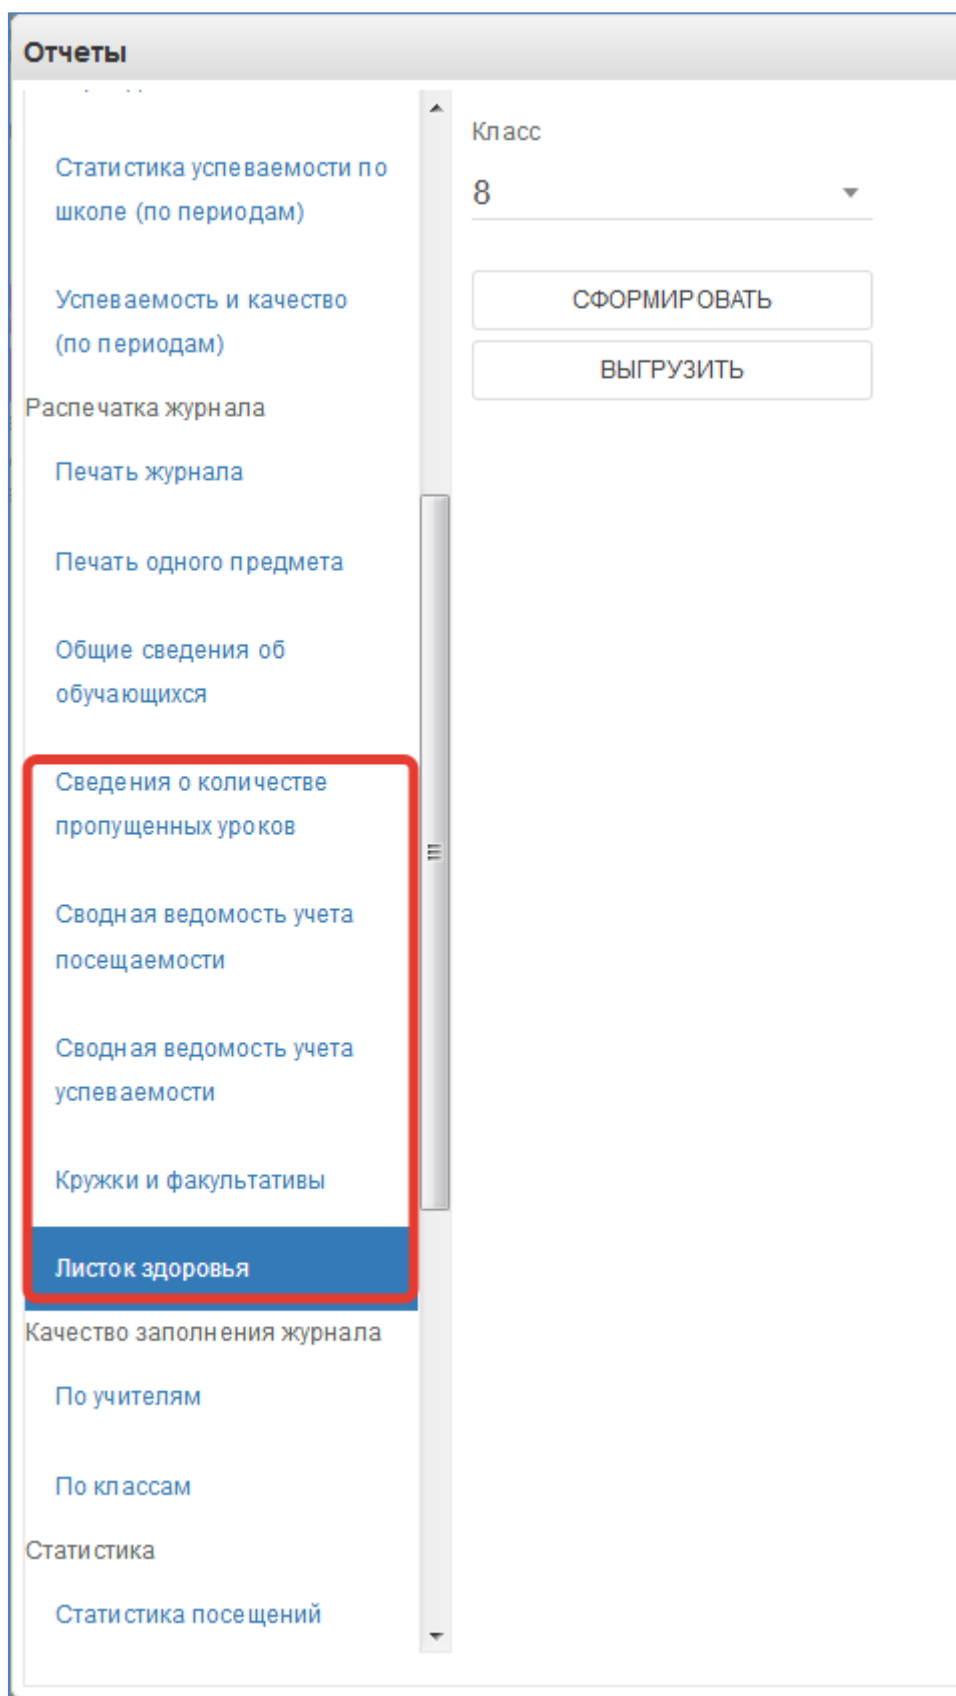 Отчеты
Статистика успеваемости по
школе (по периодам)
Успеваемость и качество
(по периодам)
Распечатка журнала
Печать журнала
Печать одного предмета
Общие сведения об
обучающихся
Сведения о количестве
пропущенных уроков
Сводная ведомость учета
посещаемости
Сводная ведомость учета
успеваемости
Кружки и факультативы
Листок здоровья
Качество заполнения журнала
По учителям
По классам
Статистика
Статистика посещений
Класс
8
СФОРМИРОВАТЬ
ВЫГРУЗИТЬ